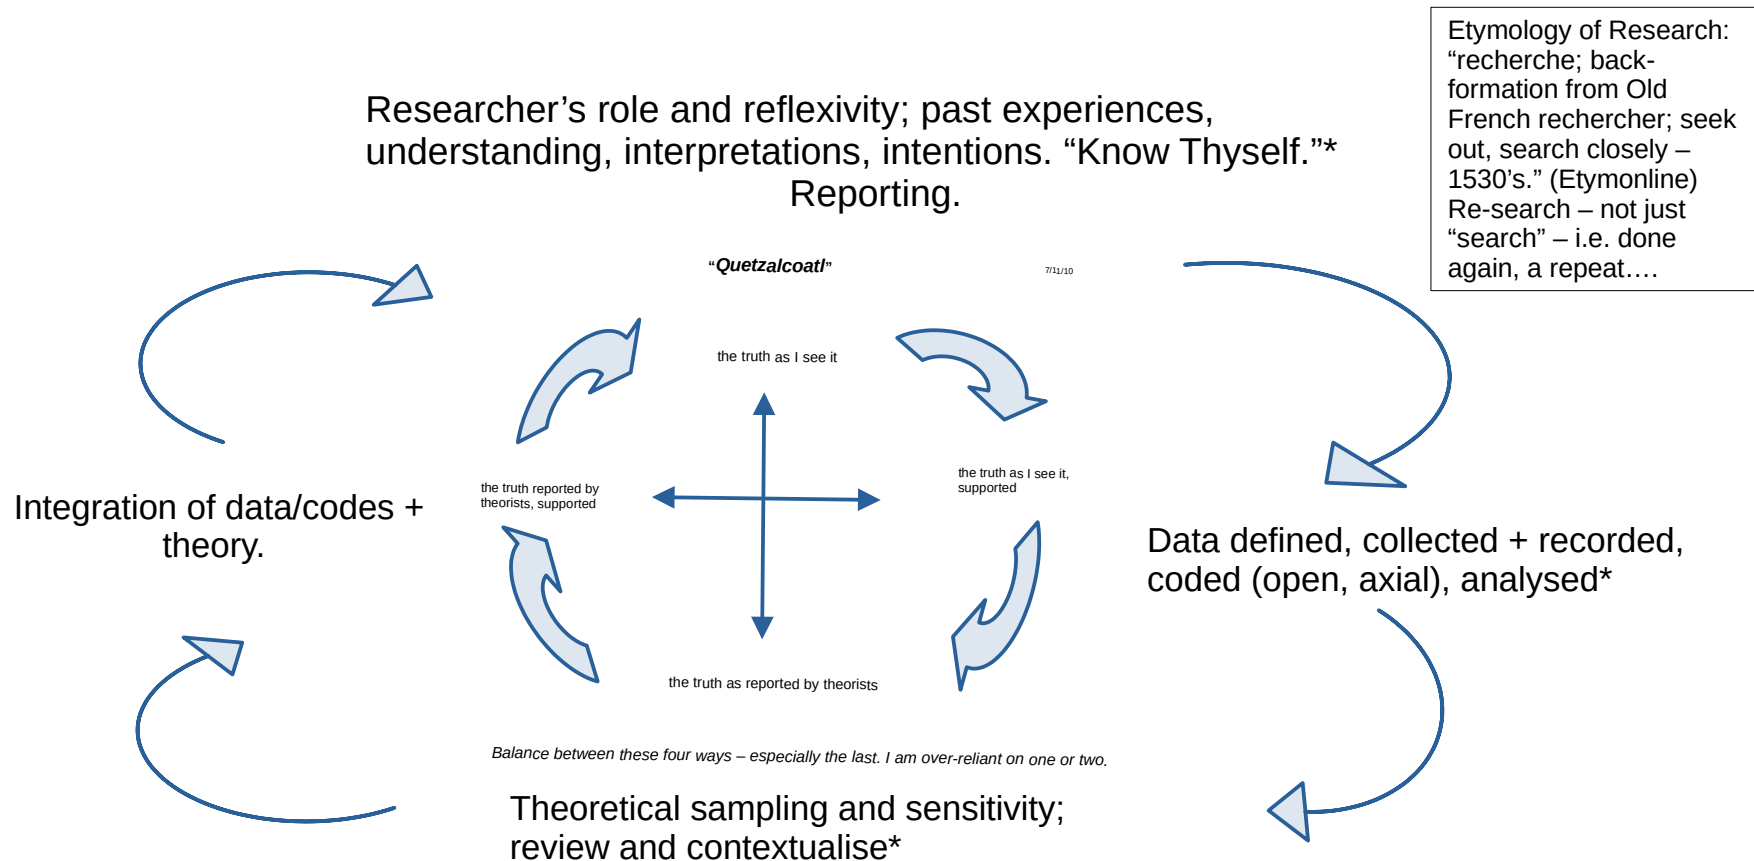 Etymology of Research:
“recherche; back-
formation from Old
French rechercher; seek
out, search closely –
1530’s.” (Etymonline)
Re-search – not just
“search” – i.e. done
again, a repeat….
Researcher’s role and reflexivity; past experiences,
understanding, interpretations, intentions. “Know Thyself.”*
Reporting.
“Quetzalcoatl”
7/11/10
the truth as I see it
the truth reported by
theorists, supported
the truth as I see it,
supported
Integration of data/codes +
theory.
Data defined, collected + recorded,
coded (open, axial), analysed*
the truth as reported by theorists
Balance between these four ways – especially the last. I am over-reliant on one or two.
Theoretical sampling and sensitivity;
review and contextualise*